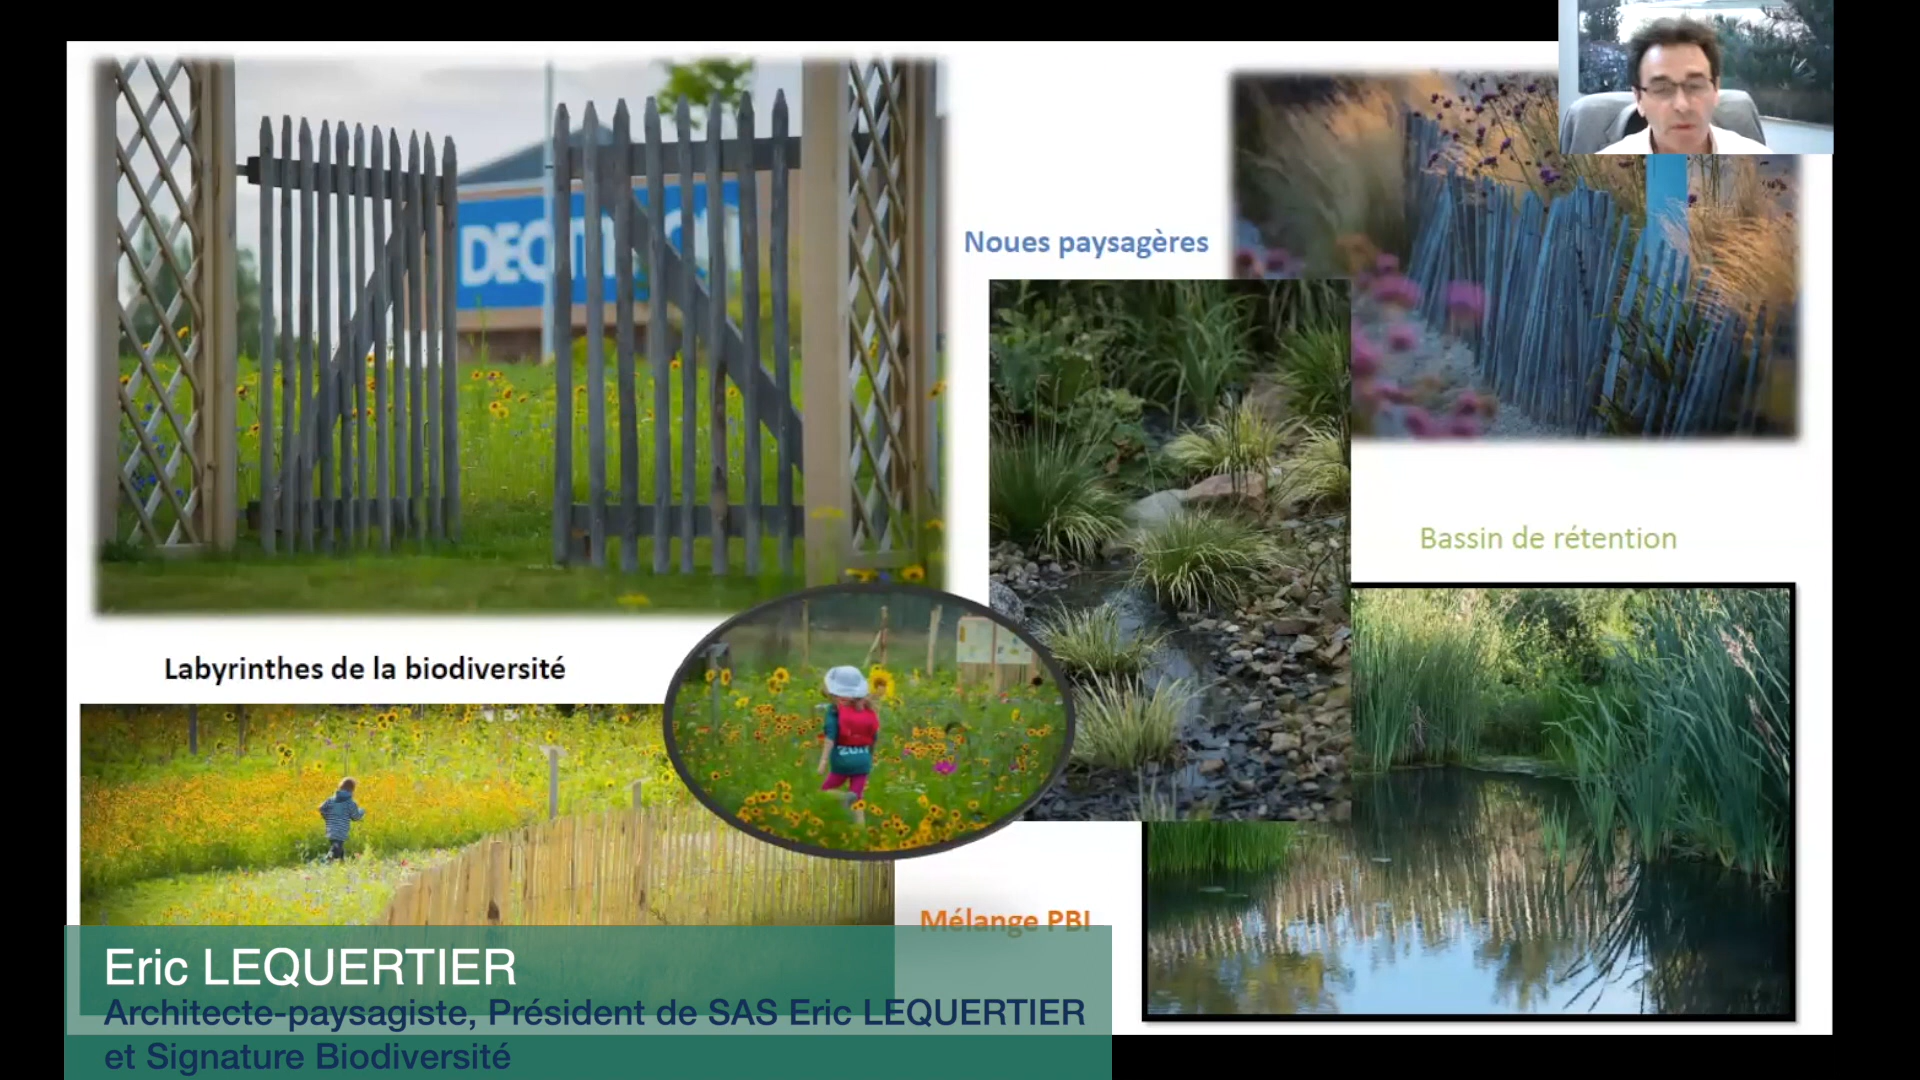 DECATHLON
Noues paysagères
Bassin de rétention
Labyrinthes de la biodiversité
Mélange PBI
Eric LEQUERTIER
Architecte-paysagiste, Président de SAS Eric LEQUERTIER
et Signature Biodiversité